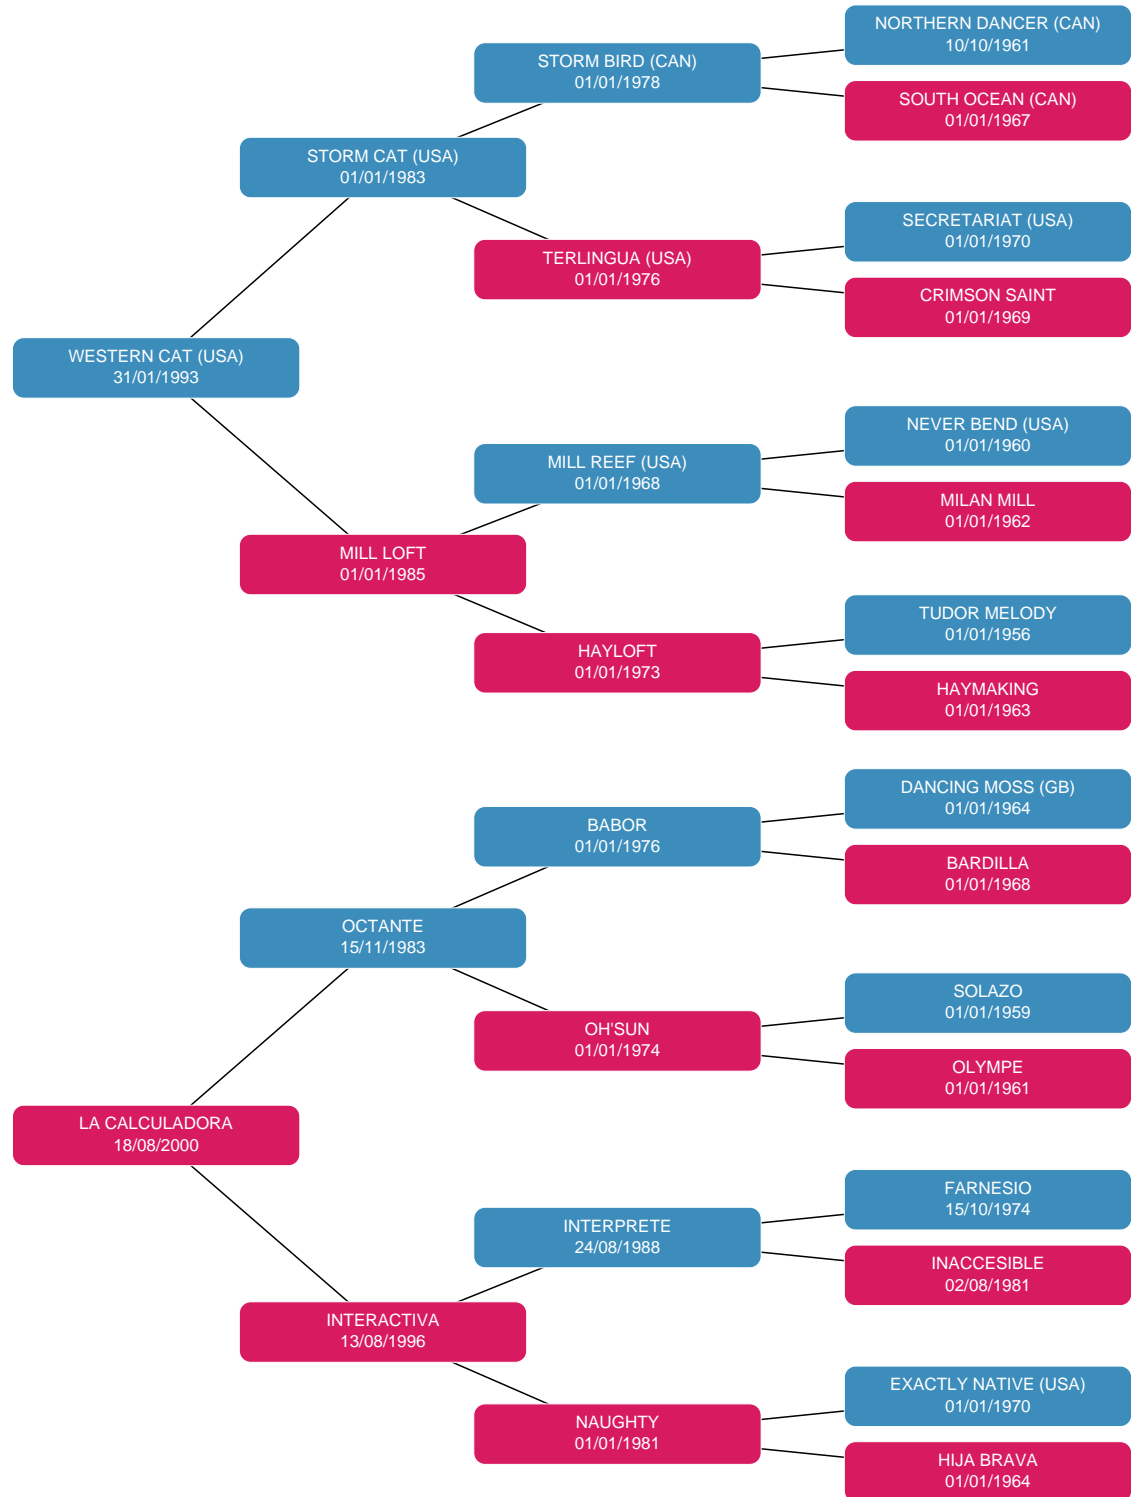 NORTHERN DANCER (CAN)
10/10/1961
STORM BIRD (CAN)
01/01/1978
SOUTH OCEAN (CAN)
01/01/1967
STORM CAT (USA)
01/01/1983
SECRETARIAT (USA)
01/01/1970
TERLINGUA (USA)
01/01/1976
CRIMSON SAINT
01/01/1969
WESTERN CAT (USA)
31/01/1993
NEVER BEND (USA)
01/01/1960
MILL REEF (USA)
01/01/1968
MILAN MILL
01/01/1962
MILL LOFT
01/01/1985
TUDOR MELODY
01/01/1956
HAYLOFT
01/01/1973
HAYMAKING
01/01/1963
DANCING MOSS (GB)
01/01/1964
BABOR
01/01/1976
BARDILLA
01/01/1968
OCTANTE
15/11/1983
SOLAZO
01/01/1959
OH'SUN
01/01/1974
OLYMPE
01/01/1961
LA CALCULADORA
18/08/2000
FARNESIO
15/10/1974
INTERPRETE
24/08/1988
INACCESIBLE
02/08/1981
INTERACTIVA
13/08/1996
EXACTLY NATIVE (USA)
01/01/1970
NAUGHTY
01/01/1981
HIJA BRAVA
01/01/1964